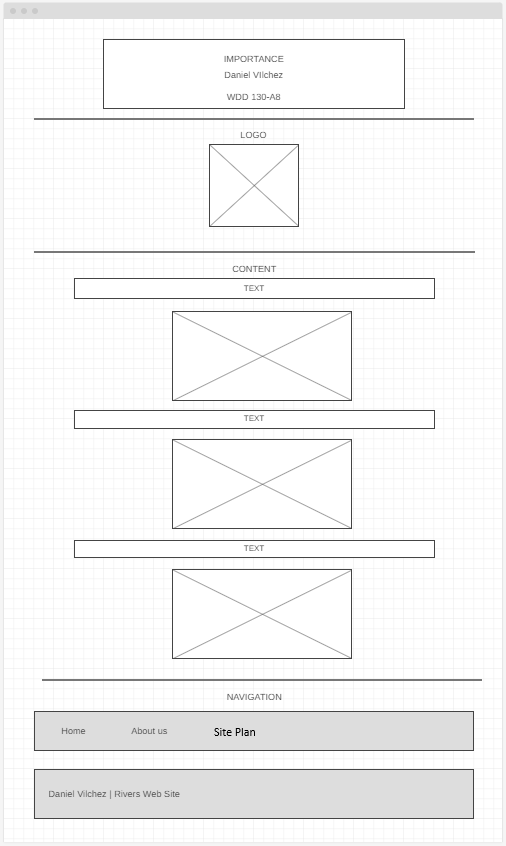 IMPORTANCE
Daniel Vilchez
WDD 130-A8
LOGO
CONTENT
TEXT
TEXT
TEXT
NAVIGATION
Home About us Site Plan
Daniel Vilchez | Rivers Web Site